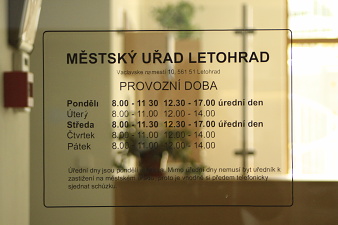 MĚSTSKÝ UŘAD LETOHRAD
Václavské náměstí 10, 561 51 Letohrad
PROVOZNÍ DOBA
Pondělí 8.00 - 11.30 12.30 - 17.00 úřední den
Úterý 8.00 - 11.00 12.00 - 14.00
Středa 8.00 - 11.30 12.30 - 17.00 úřední den
Čtvrtek 8.00 - 11.00 12.00 - 14.00
Pátek 8.00 - 11.00 12.00 - 14.00
Úřední dny jsou pondělí a středa. Mimo úřední dny nemusí být úředník k
zastižení na městském proto je vhodné si předem telefonicky
sjednat schůzku.